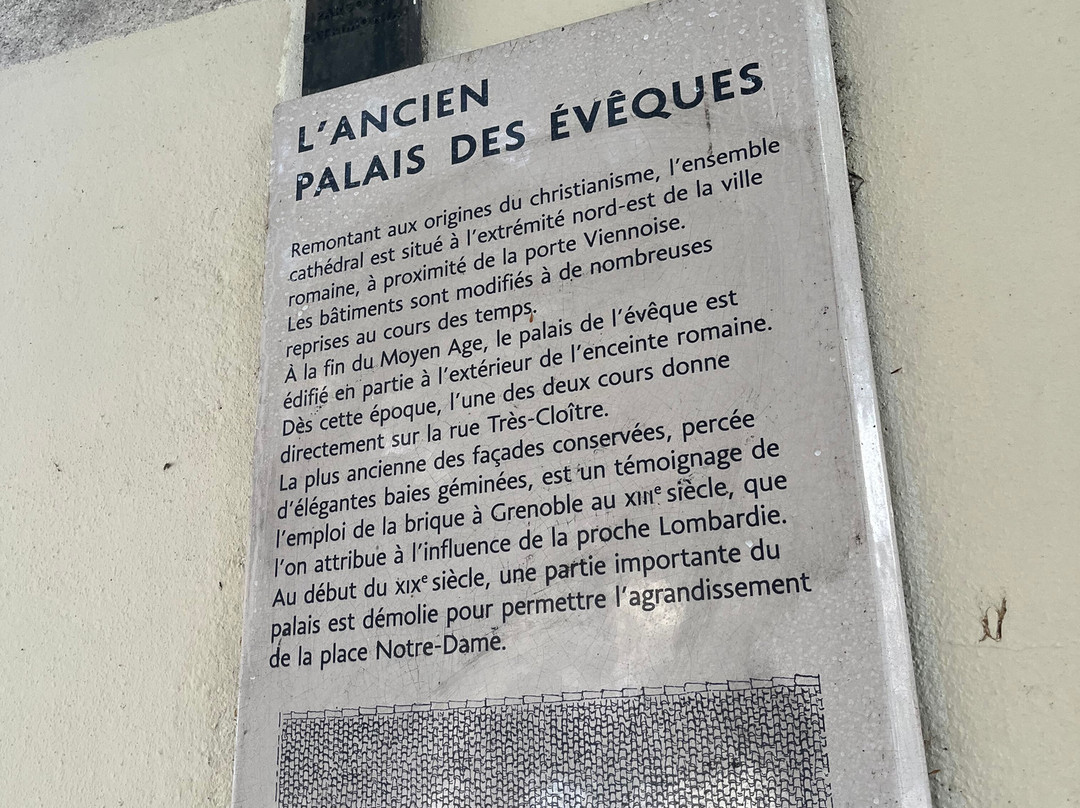 L'ANCIEN
PALAIS DES ÉVÊQUES
Remontant aux origines du christianisme, l'ensemble
cathédral est situé à l'extrémité nord-est de la ville
romaine, à proximité de la porte Viennoise.
Les bâtiments sont modifiés à de nombreuses
reprises au cours des temps.
À la fin du Moyen Age, le palais de l'évêque est
édifié en partie à l'extérieur de l'enceinte romaine.
Dès cette époque, l'une des deux cours donne
directement sur la rue Très-Cloître.
La plus ancienne des façades conservées, percée
d'élégantes baies géminées, est un témoignage de
l'emploi de la brique à Grenoble au XIIIe siècle, que
l'on attribue à l'influence de la proche Lombardie.
Au début du XIXe siècle, une partie importante du
palais est démolie pour permettre l'agrandissement
de la place Notre-Dame.